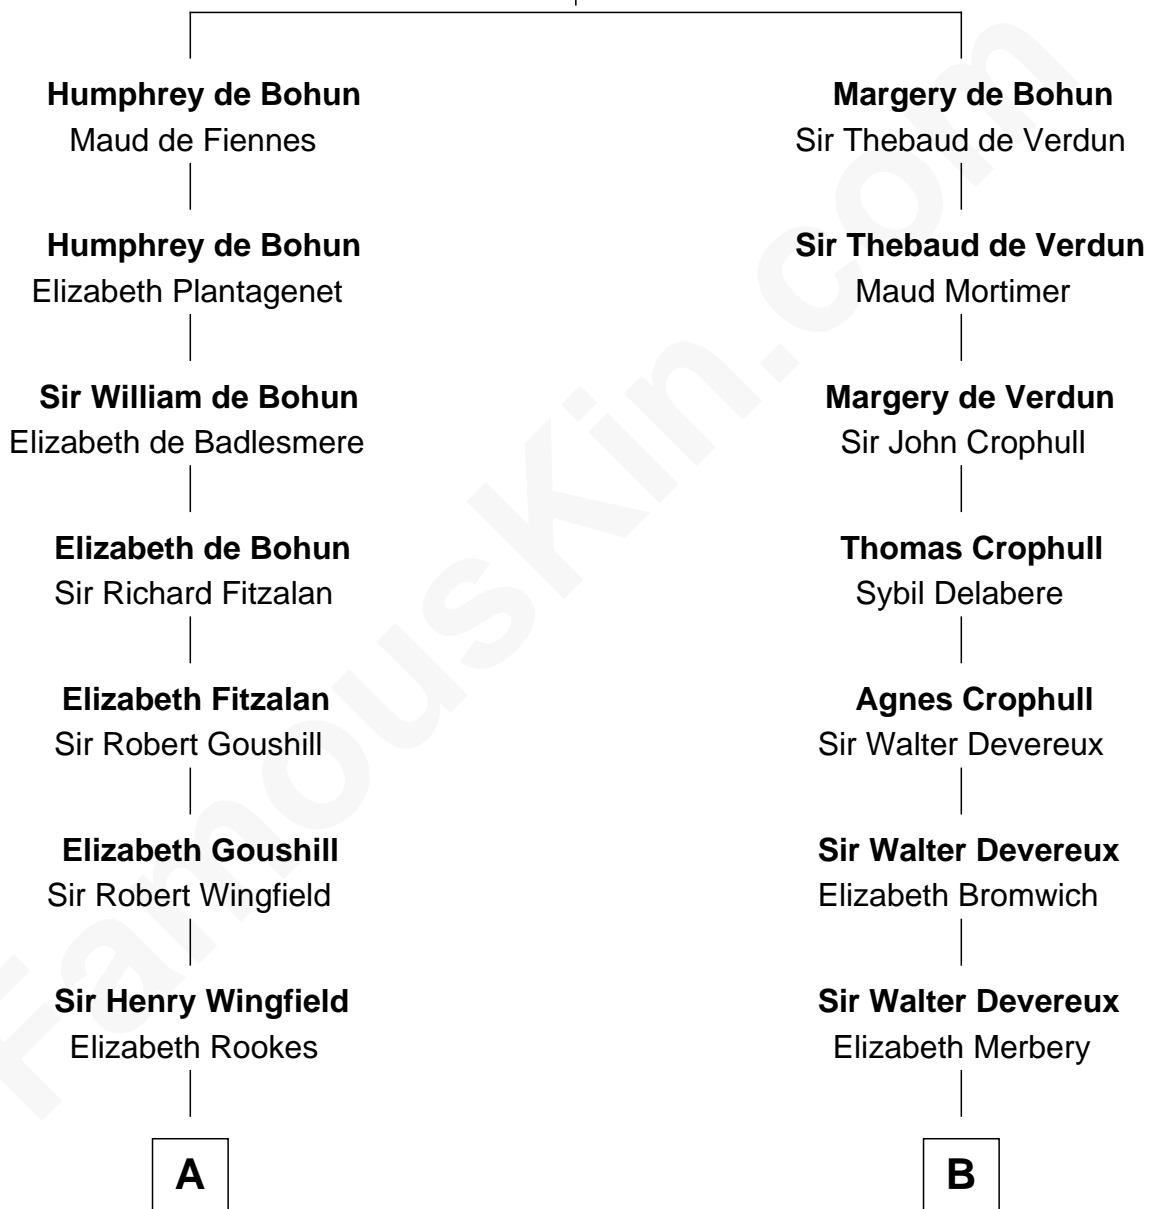 Humphrey de Bohun
Maud de Fiennes
Humphrey de Bohun
Elizabeth Plantagenet
Sir William de Bohun
Elizabeth de Badlesmere
Elizabeth de Bohun
Sir Richard Fitzalan
Elizabeth Fitzalan
Sir Robert Goushill
Elizabeth Goushill
Sir Robert Wingfield
Sir Henry Wingfield
Elizabeth Rookes
A
Margery de Bohun
Sir Thebaud de Verdun
Sir Thebaud de Verdun
Maud Mortimer
Margery de Verdun
Sir John Crophull
Thomas Crophull
Sybil Delabere
Agnes Crophull
Sir Walter Devereux
Sir Walter Devereux
Elizabeth Bromwich
Sir Walter Devereux
Elizabeth Merbery
B
FamousKin.com